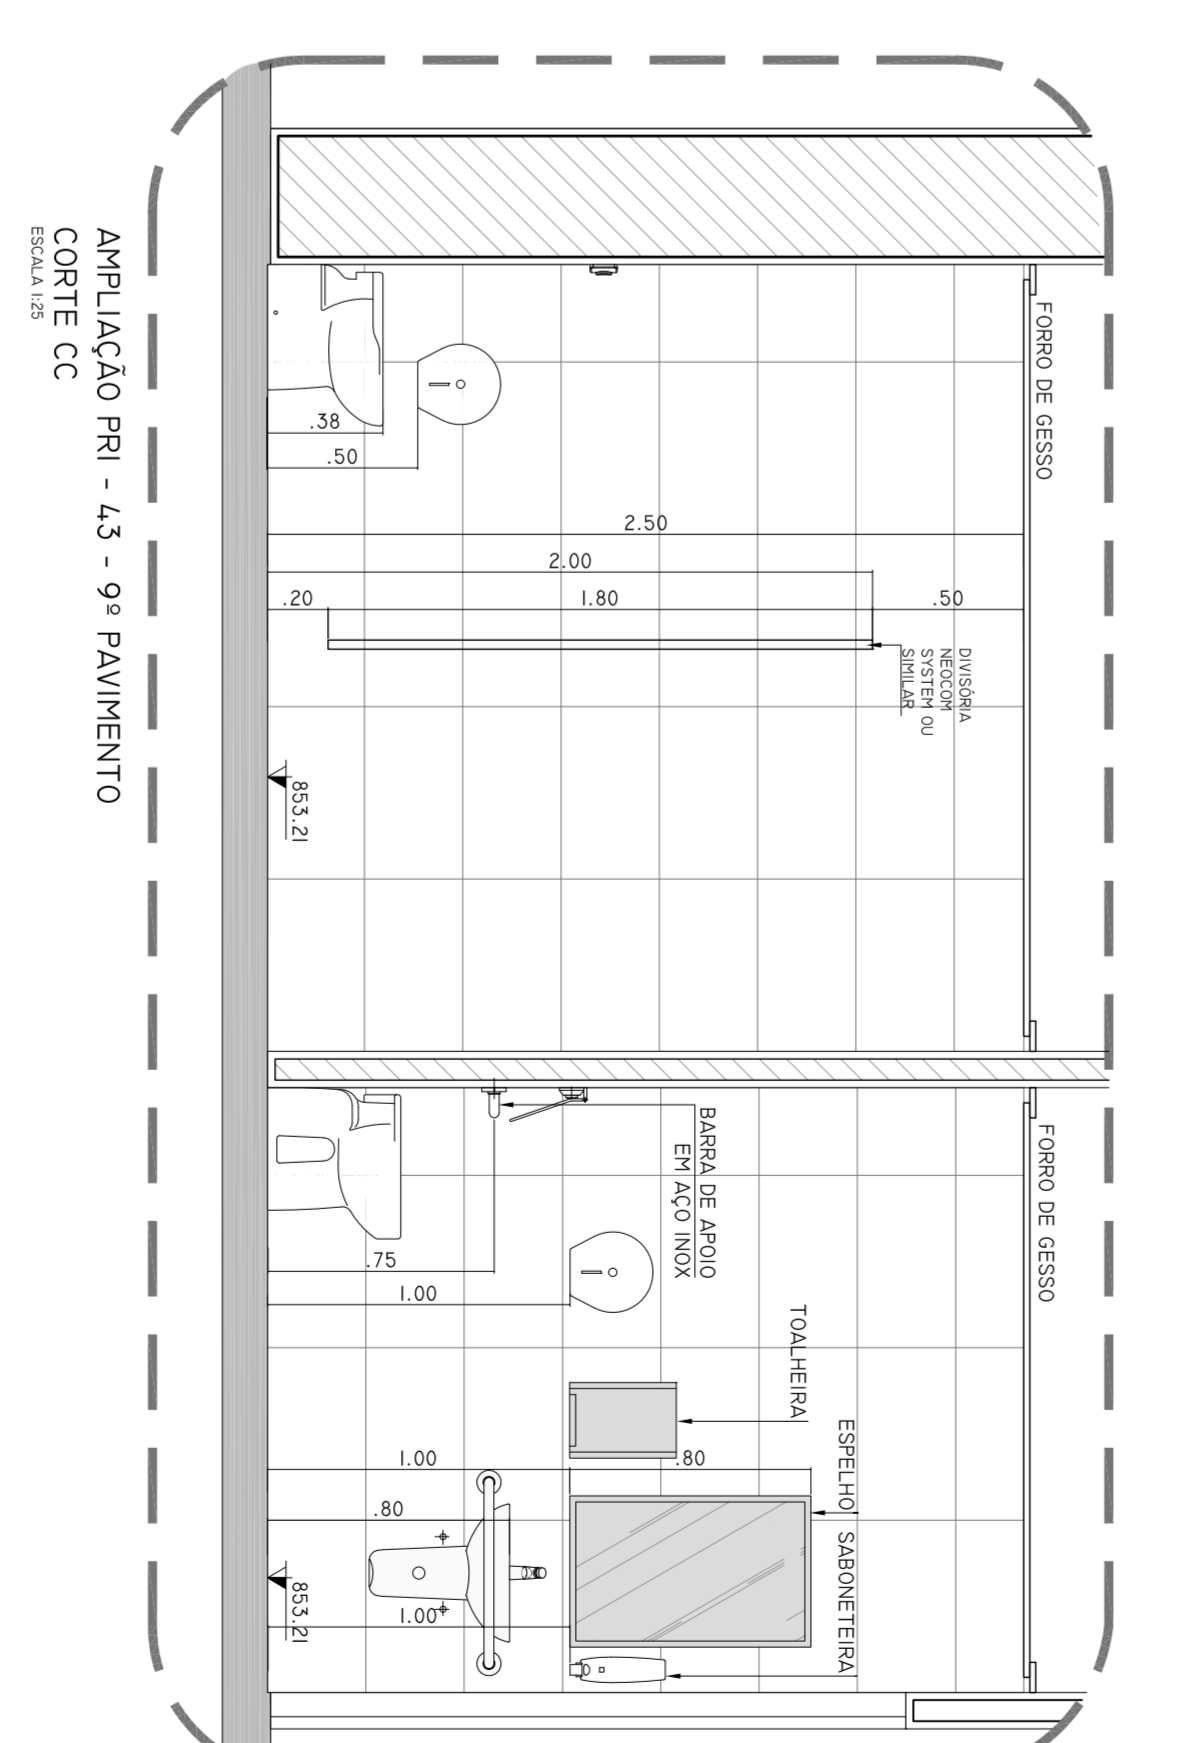 AMPLIAÇÃO PRI - 43 - 9º PAVIMENTO
CORTE CC
ESCALA 1:25
FORRO DE GESSO
.38
.50
2.50
2.00
.20
1.80
.50
DIVISÓRIA
NEOCOM
SYSTEM OU
SIMILAR
853.21
FORRO DE GESSO
BARRA DE APOIO
EM AÇO INOX
.75
1.00
TOALHEIRA
ESPELHO
SABONETEIRA
1.00
.80
.80
1.00
853.21